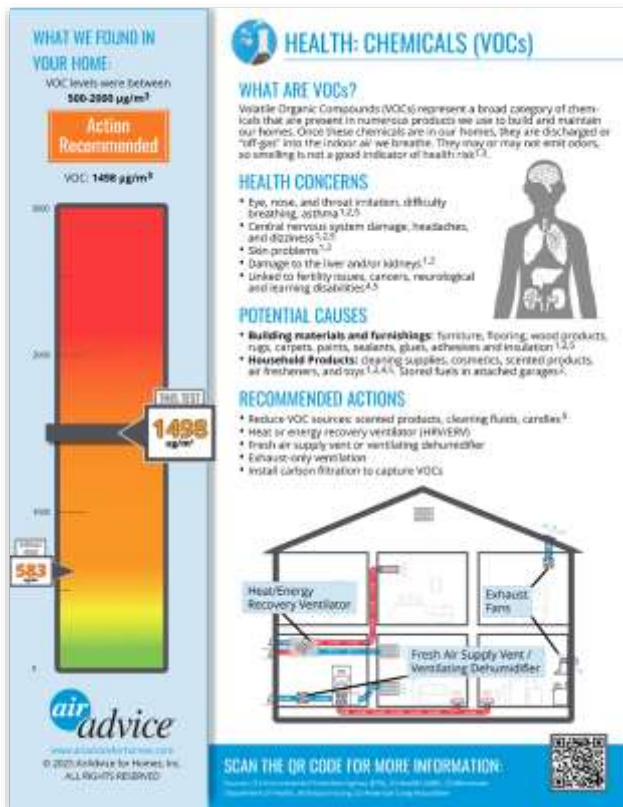 WHAT WE FOUND IN
YOUR HOME:
VOC levels were between
500-2000 µg/m³
Action
Recommended
VOC: 1498 µg/m³
3000
2000
THIS TEST
1498
ug/m³
1000
583
0
air
advice
© 2023 AirAdvice for Homes, Inc.
ALL RIGHTS RESERVED
HEALTH: CHEMICALS (VOCs)
WHAT ARE VOCs?
Volatile Organic Compounds (VOCs) represent a broad category of chem-
icals that are present in numerous products we use to build and maintain
our homes. Once these chemicals are in our homes, they are discharged or
"off-gas" into the indoor air we breathe. They may or may not emit odors,
so smelling is not a good indicator of health risk
HEALTH CONCERNS
• Eye, nose, and throat irritation, difficulty
breathing, asthma
• Central nervous system damage, headaches,
and dizziness
• Skin problems
• Damage to the liver and/or kidneys
• Linked to fertility issues, cancers, neurological
and learning disabilities
POTENTIAL CAUSES
• Building materials and furnishings: furniture, flooring, wood products,
rugs, carpets, paints, sealants, glues, adhesives and insulation
• Household Products: cleaning supplies, cosmetics, scented products,
air fresheners, and toys Stored fuels in attached garages
RECOMMENDED ACTIONS
• Reduce VOC sources: scented products, cleaning fluids, candles
• Heat or energy recovery ventilator (HRV/ERV)
• Fresh air supply vent or ventilating dehumidifier
• Exhaust-only ventilation
• Install carbon filtration to capture VOCs
Heat/Energy
Recovery Ventilator
Exhaust
Fans
Fresh Air Supply Vent /
Ventilating Dehumidifier
SCAN THE QR CODE FOR MORE INFORMATION: